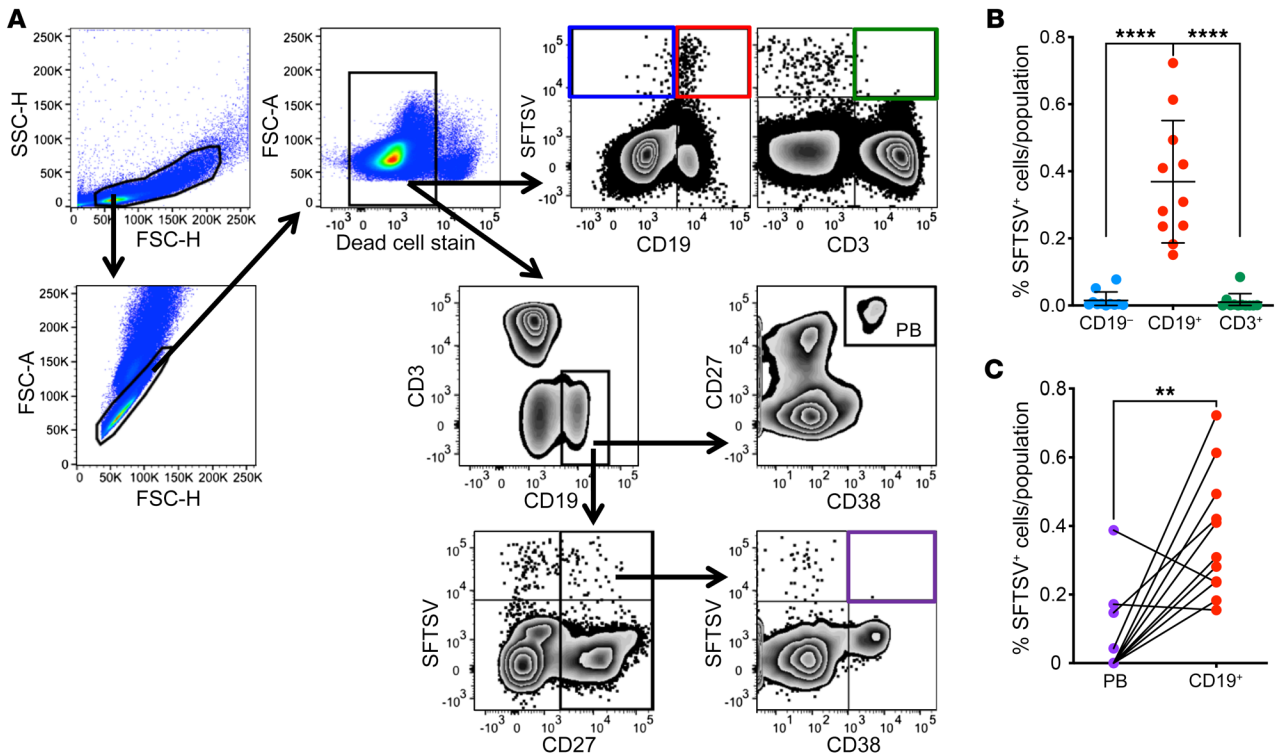 A
250K
200K
150K
100K
50K
0
SSC-H
0 50K 100K 150K 200K 250K
FSC-H
250K
200K
150K
100K
50K
0
FSC-A
-10³ 0 10³ 10⁴ 10⁵
Dead cell stain
10⁵
10⁴
10³
0
-10³
SFTSV
-10³ 0 10³ 10⁴ 10⁵
CD19
-10³ 0 10³ 10⁴ 10⁵
CD3
250K
200K
150K
100K
50K
0
FSC-A
0 50K 100K 150K 200K 250K
FSC-H
10⁵
10⁴
10³
0
-10³
CD3
-10³ 0 10³ 10⁴ 10⁵
CD19
10⁵
10⁴
10³
0
-10³
CD27
PB
10¹ 10² 10³ 10⁴ 10⁵
CD38
10⁵
10⁴
10³
0
-10³
SFTSV
-10³ 0 10³ 10⁴ 10⁵
CD27
10⁵
10⁴
10³
0
-10³
SFTSV
10¹ 10² 10³ 10⁴ 10⁵
CD38
B
**** ****
0.8
0.6
0.4
0.2
0.0
% SFTSV⁺ cells/population
CD19⁻ CD19⁺ CD3⁺
C
**
0.8
0.6
0.4
0.2
0
% SFTSV⁺ cells/population
PB CD19⁺